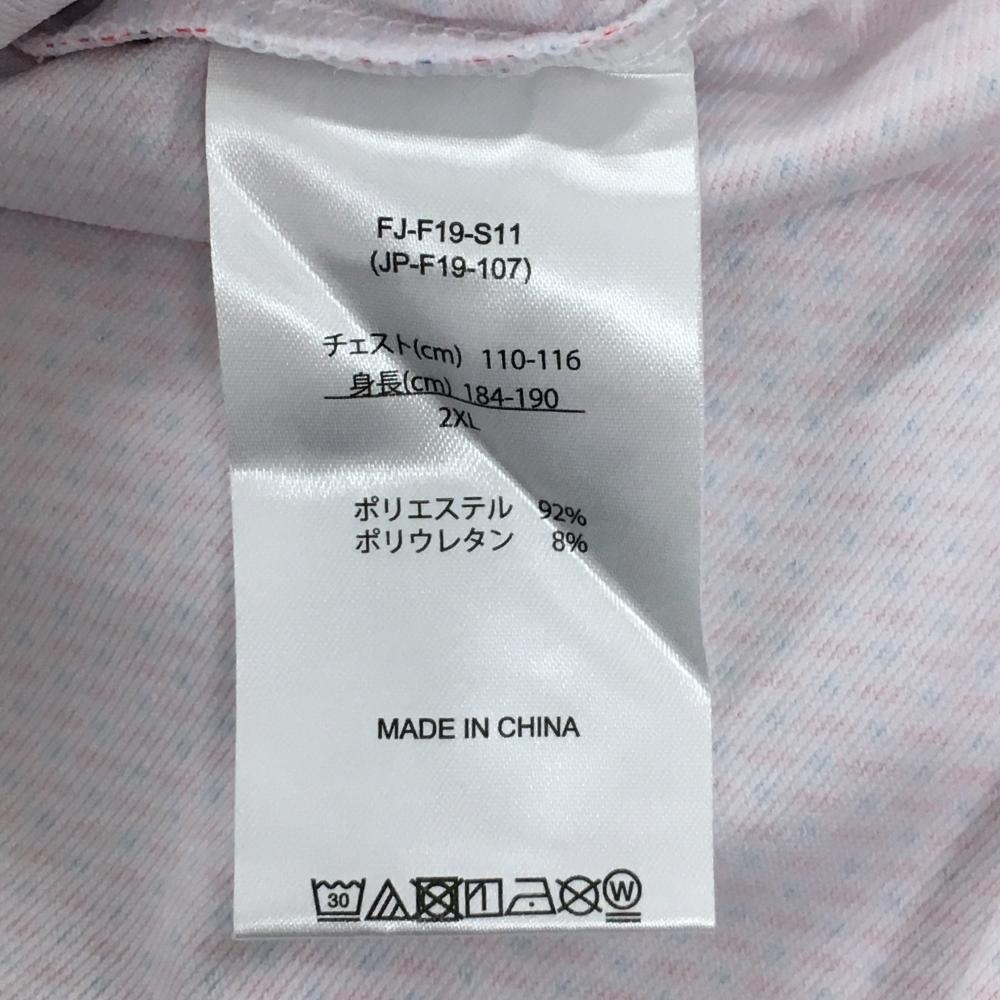 FJ-F19-S11
(JP-F19-107)
チェスト(cm) 110-116
身長(cm) 184-190
2XL
ポリエステル 92%
ポリウレタン 8%
MADE IN CHINA
30 W